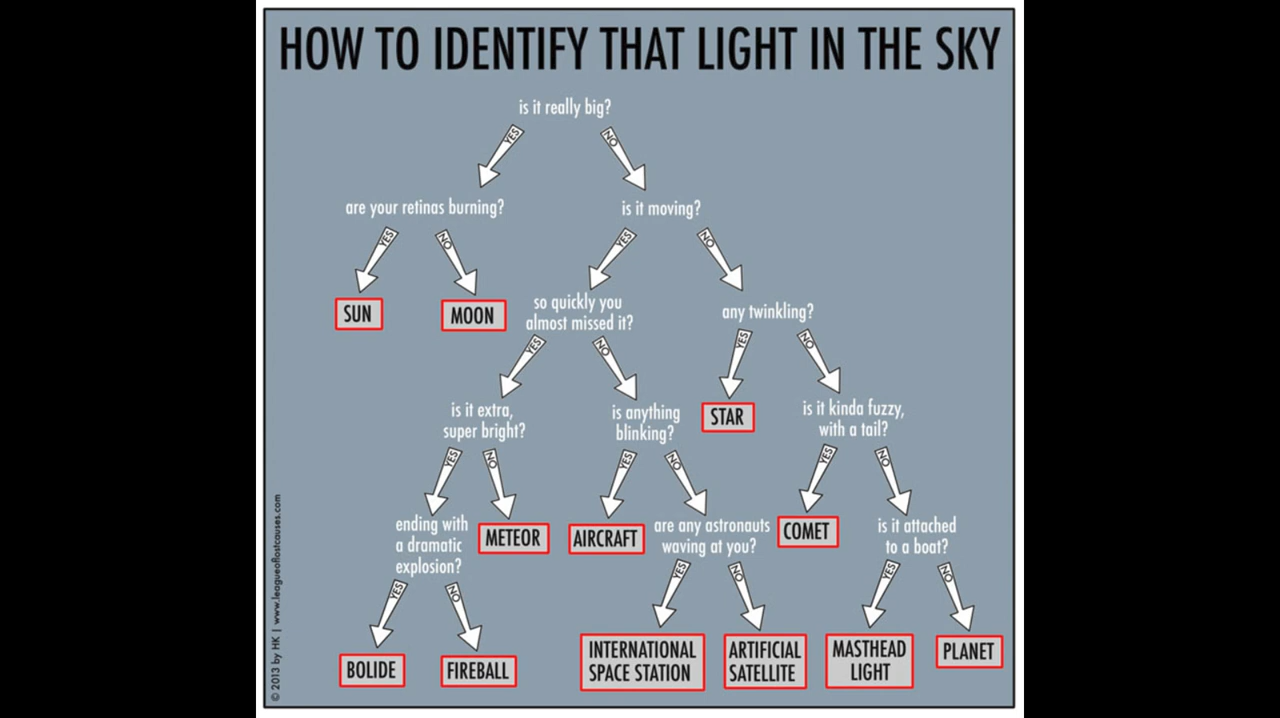 HOW TO IDENTIFY THAT LIGHT IN THE SKY
is it really big?
YES
NO
are your retinas burning?
is it moving?
YES
NO
YES
NO
SUN
MOON
so quickly you
almost missed it?
any twinkling?
YES
NO
YES
NO
is it extra,
super bright?
is anything
blinking?
STAR
is it kinda fuzzy,
with a tail?
YES
NO
YES
NO
YES
NO
ending with
a dramatic
explosion?
METEOR
AIRCRAFT
are any astronauts
waving at you?
COMET
is it attached
to a boat?
YES
NO
YES
NO
YES
NO
BOLIDE
FIREBALL
INTERNATIONAL
SPACE STATION
ARTIFICIAL
SATELLITE
MASTHEAD
LIGHT
PLANET
© 2013 by HK | www.leagueoflostcauses.com